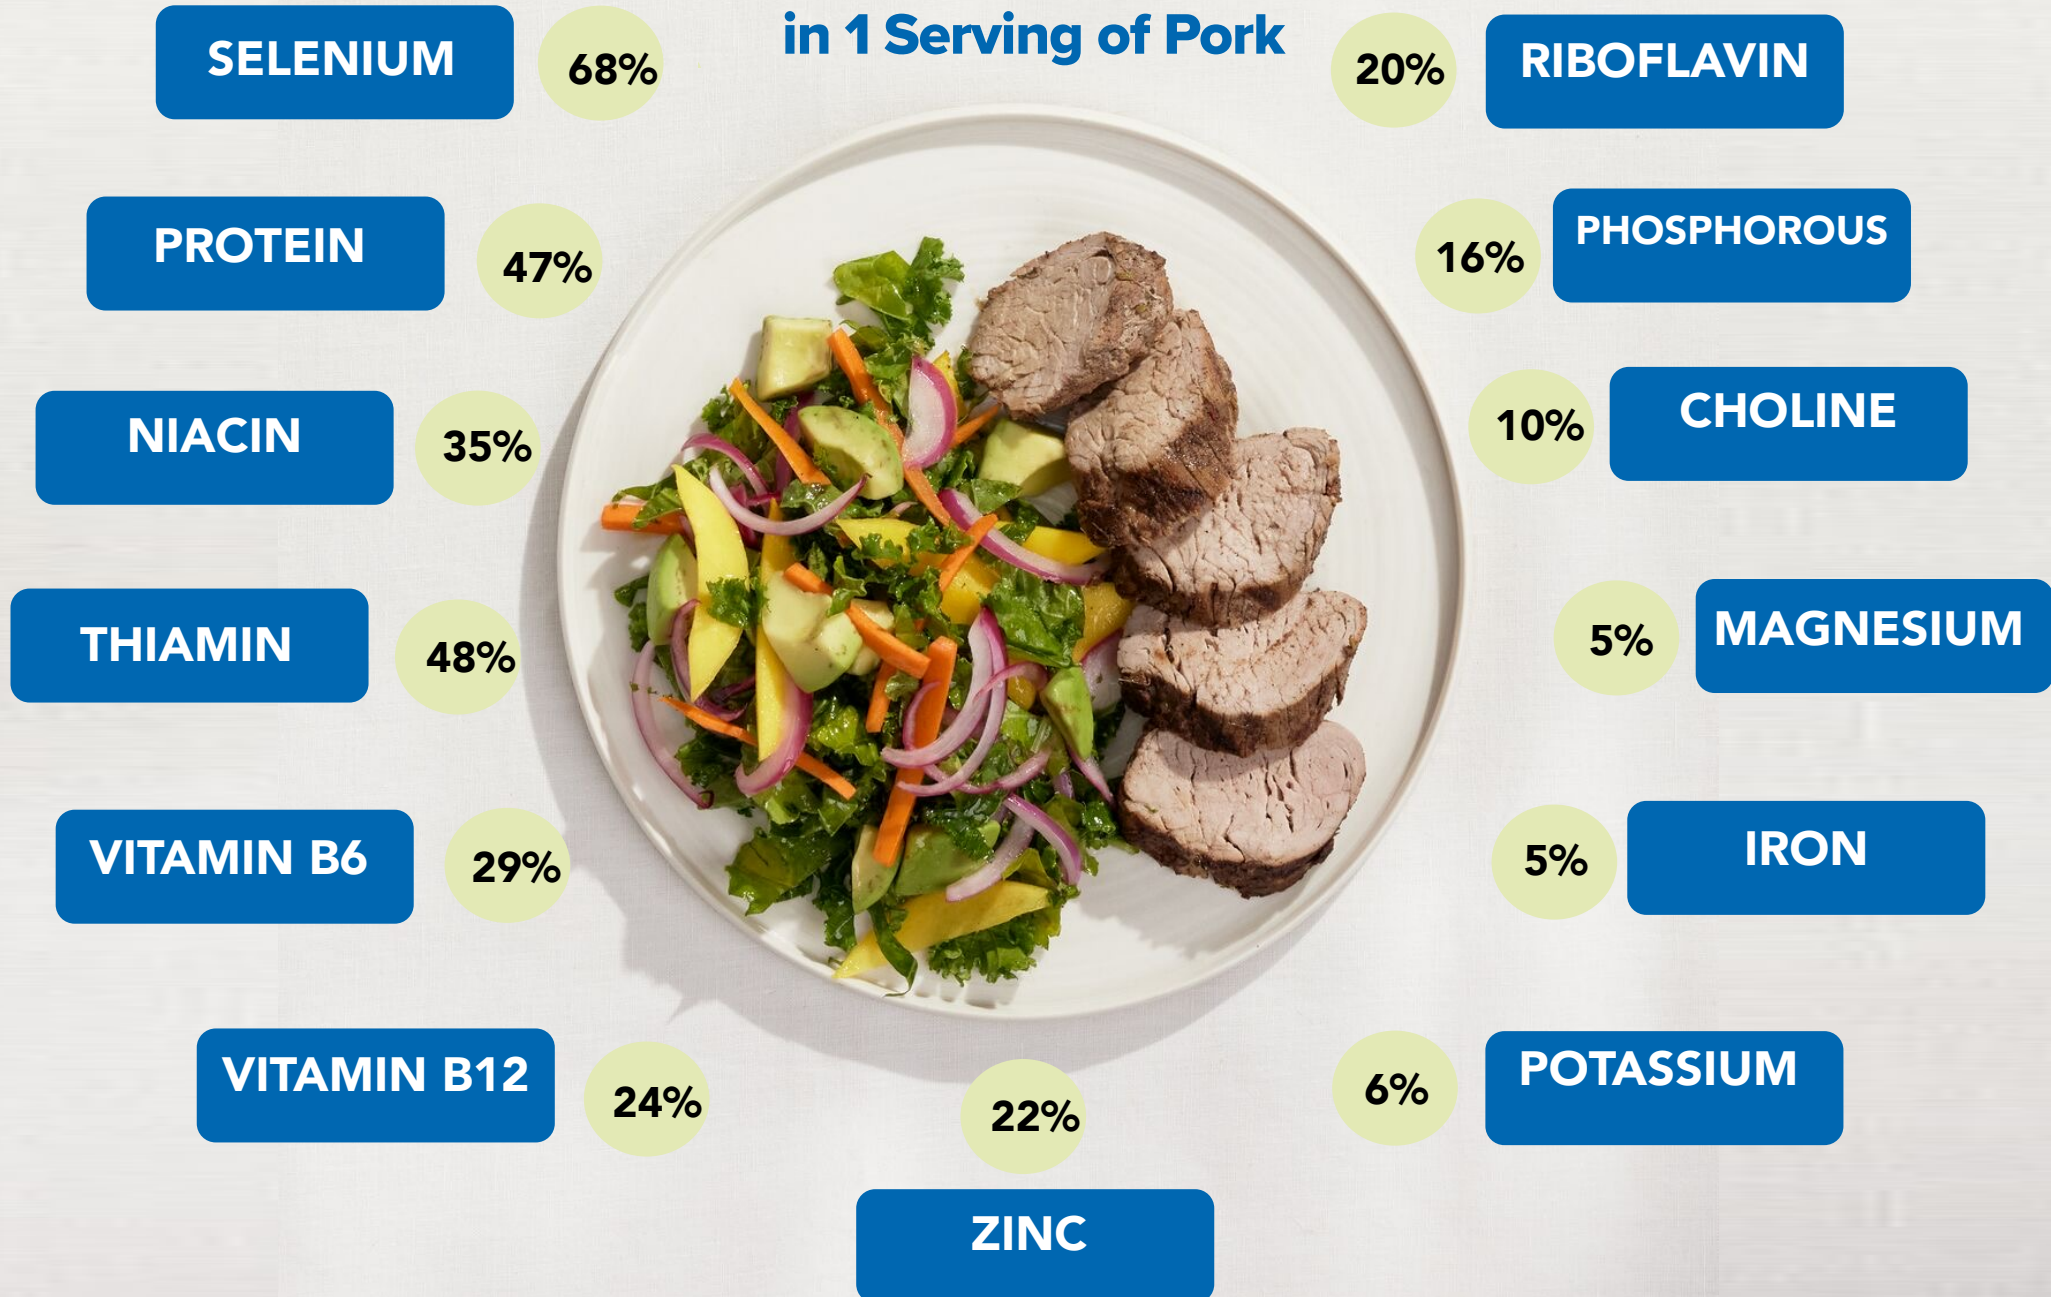 in 1 Serving of Pork
SELENIUM
68%
20%
RIBOFLAVIN
PROTEIN
47%
16%
PHOSPHOROUS
NIACIN
35%
10%
CHOLINE
THIAMIN
48%
5%
MAGNESIUM
VITAMIN B6
29%
5%
IRON
VITAMIN B12
24%
22%
6%
POTASSIUM
ZINC